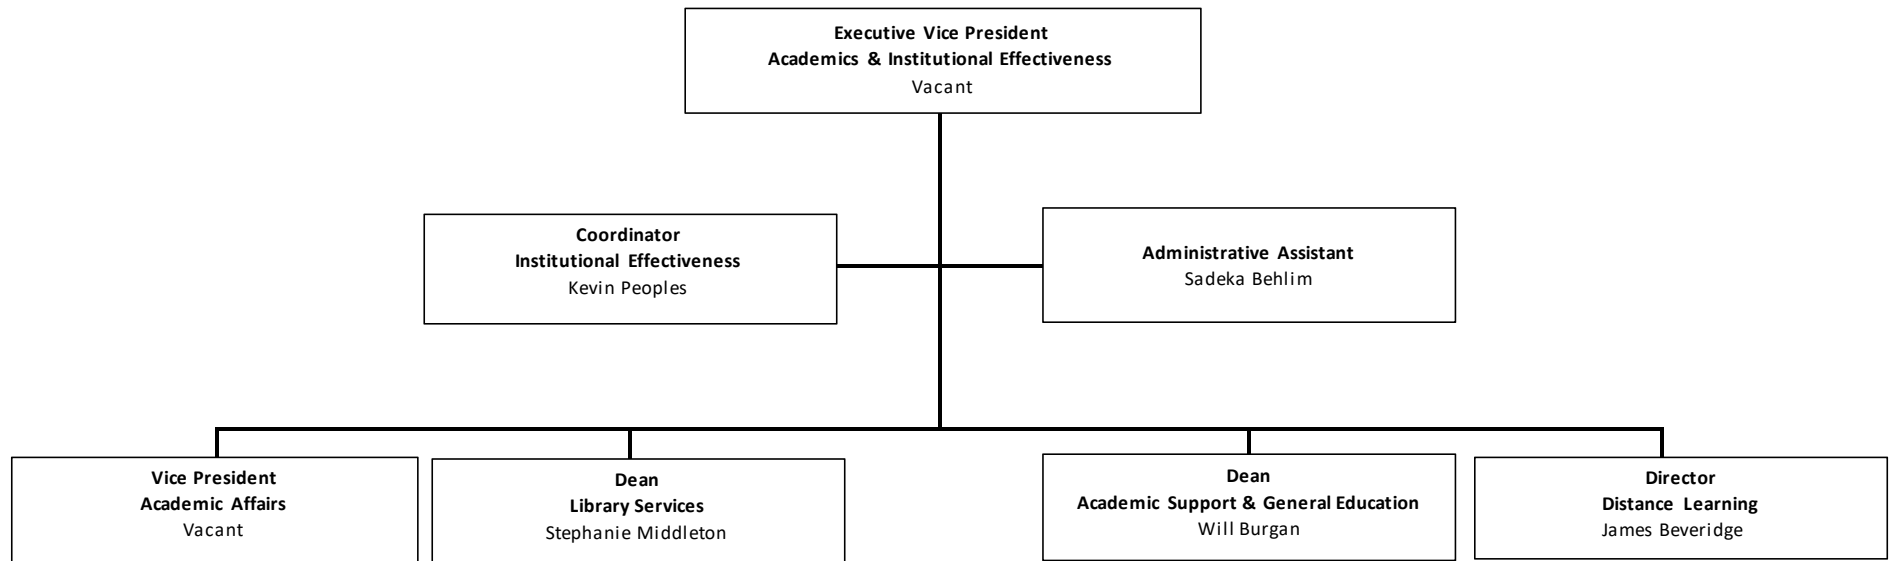 Executive Vice President
Academics & Institutional Effectiveness
Vacant
Coordinator
Institutional Effectiveness
Kevin Peoples
Administrative Assistant
Sadeka Behlim
Vice President
Academic Affairs
Vacant
Dean
Library Services
Stephanie Middleton
Dean
Academic Support & General Education
Will Burgan
Director
Distance Learning
James Beveridge